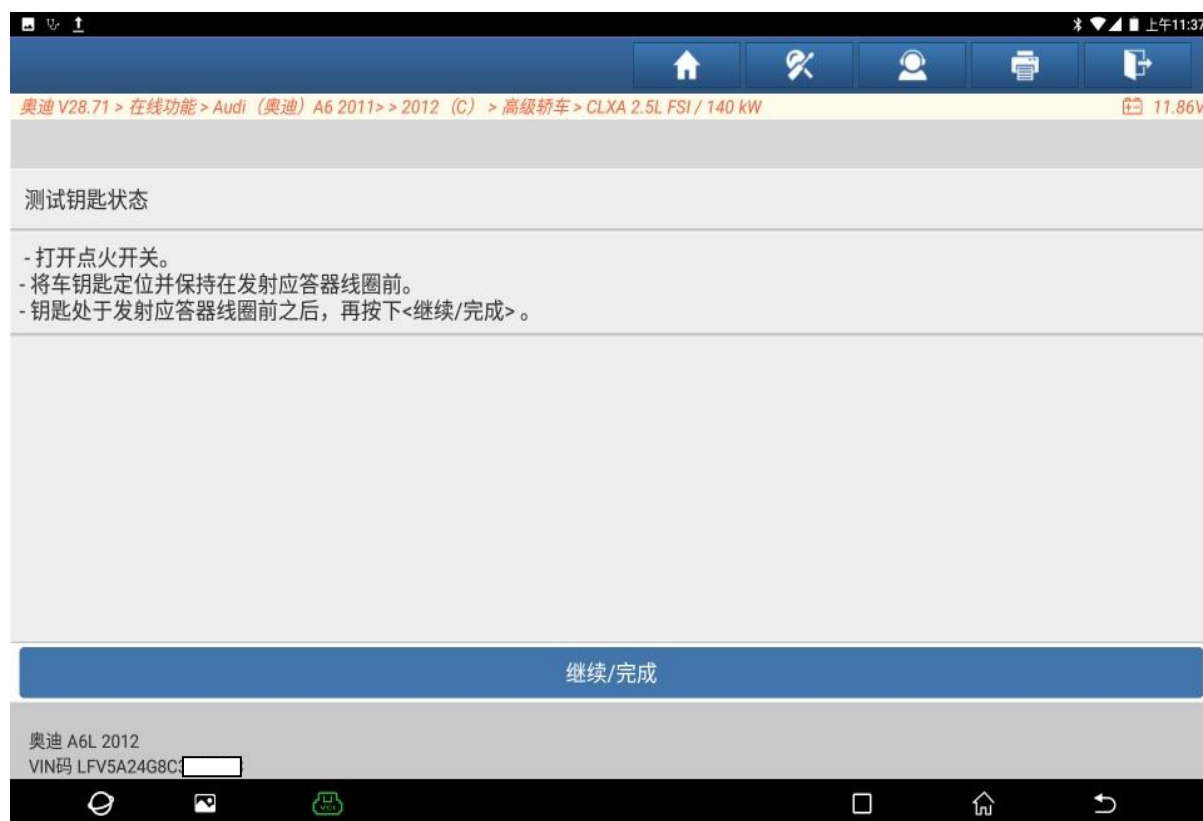 上午11:37
奥迪 V28.71 > 在线功能 > Audi（奥迪）A6 2011> > 2012（C） > 高级轿车 > CLXA 2.5L FSI / 140 kW
11.86V
测试钥匙状态
- 打开点火开关。
- 将车钥匙定位并保持在发射应答器线圈前。
- 钥匙处于发射应答器线圈前之后，再按下<继续/完成> 。
继续/完成
奥迪 A6L 2012
VIN码 LFV5A24G8C
VCI